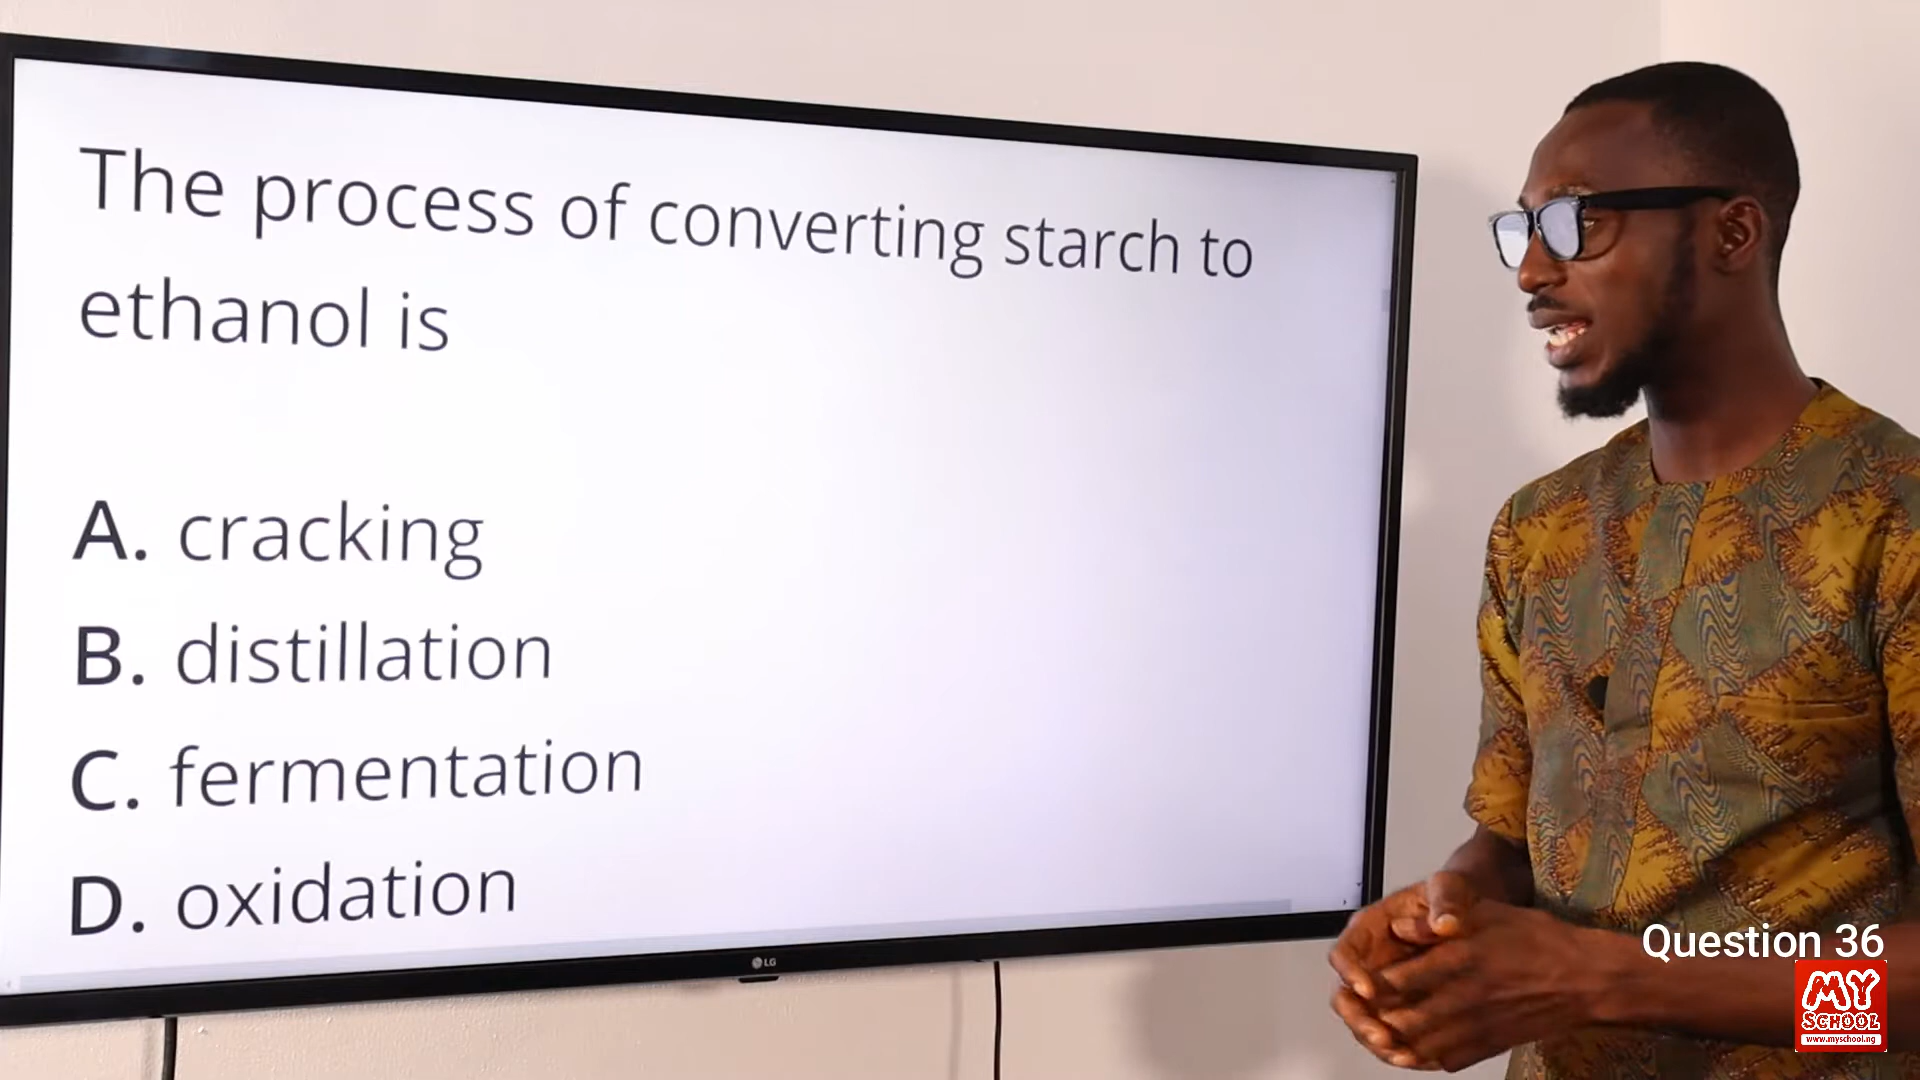 The process of converting starch to
ethanol is
A. cracking
B. distillation
C. fermentation
D. oxidation
LG
Question 36
MY
SCHOOL
www.myschool.ng